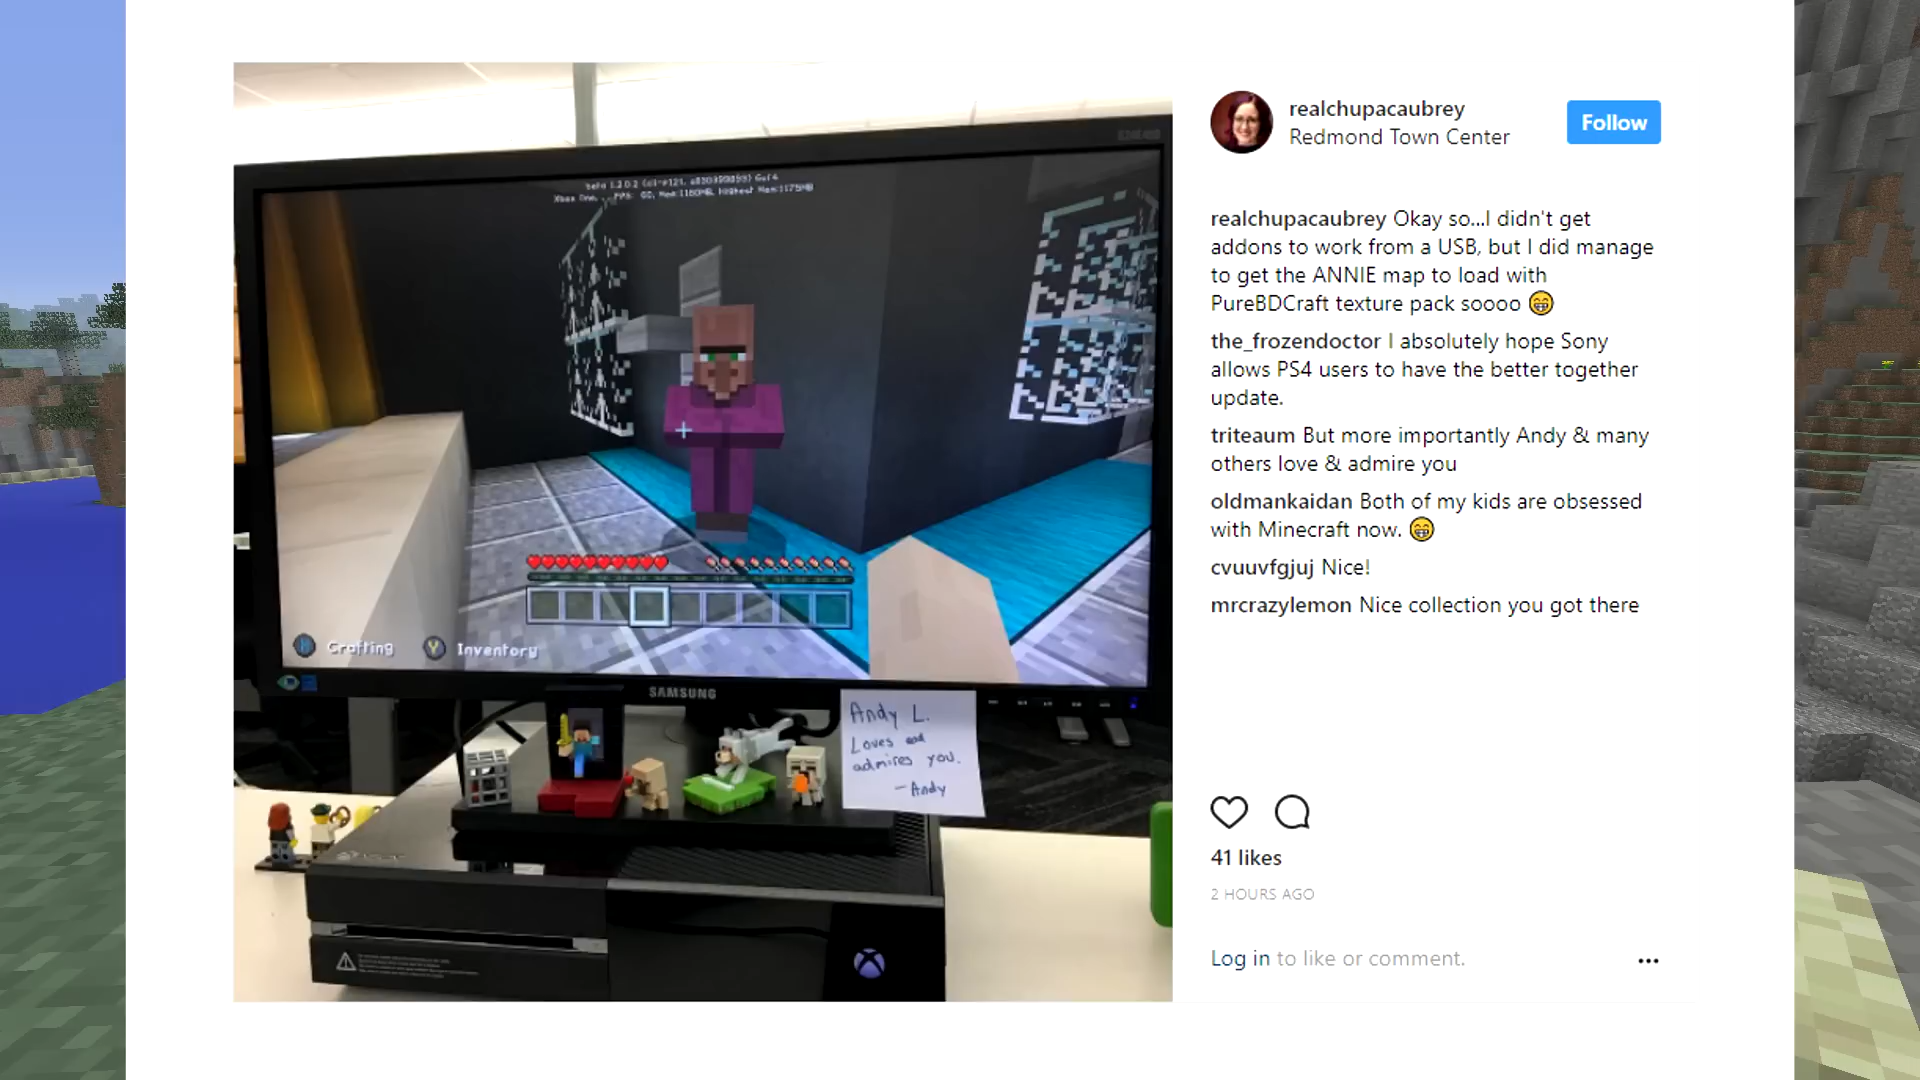 realchupacaubrey
Redmond Town Center
Follow
realchupacaubrey Okay so...I didn't get
addons to work from a USB, but I did manage
to get the ANNIE map to load with
PureBDCraft texture pack soooo 😁
the_frozendoctor I absolutely hope Sony
allows PS4 users to have the better together
update.
triteaum But more importantly Andy & many
others love & admire you
oldmankaidan Both of my kids are obsessed
with Minecraft now. 😁
cvuuvfgjuj Nice!
mrcrazylemon Nice collection you got there
41 likes
2 HOURS AGO
Log in to like or comment.
Crafting
Y
Inventory
SAMSUNG
Andy L.
Loves and
admires you.
-Andy